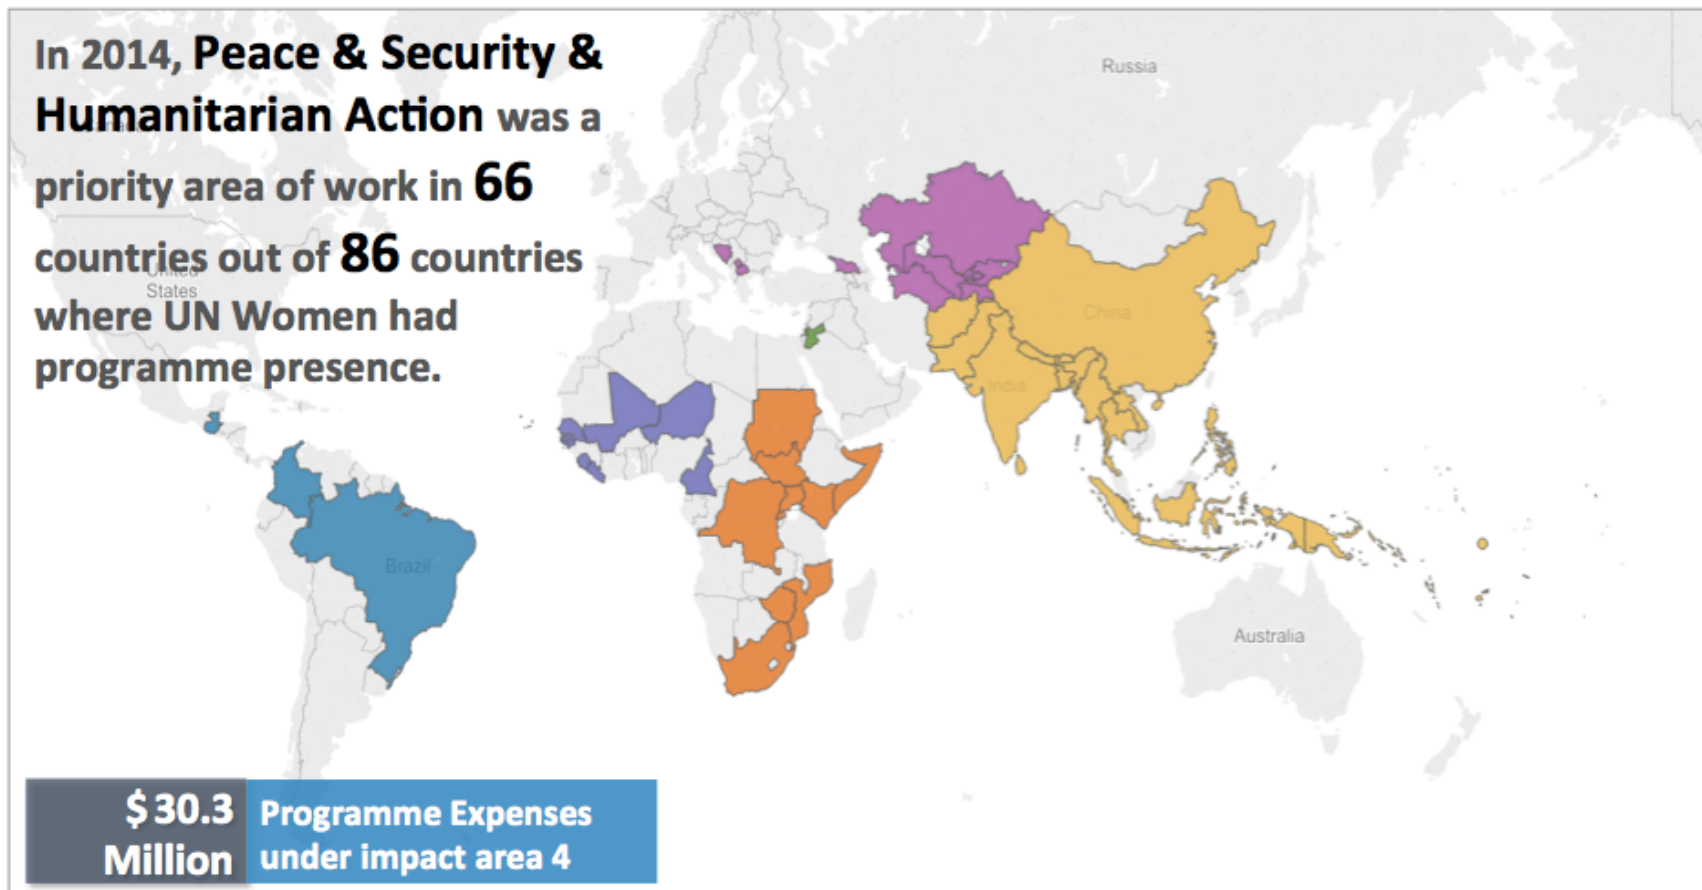 In 2014, Peace & Security &
Humanitarian Action was a
priority area of work in 66
countries out of 86 countries
where UN Women had
programme presence.
United
States
Russia
China
India
Brazil
Australia
$ 30.3
Million
Programme Expenses
under impact area 4